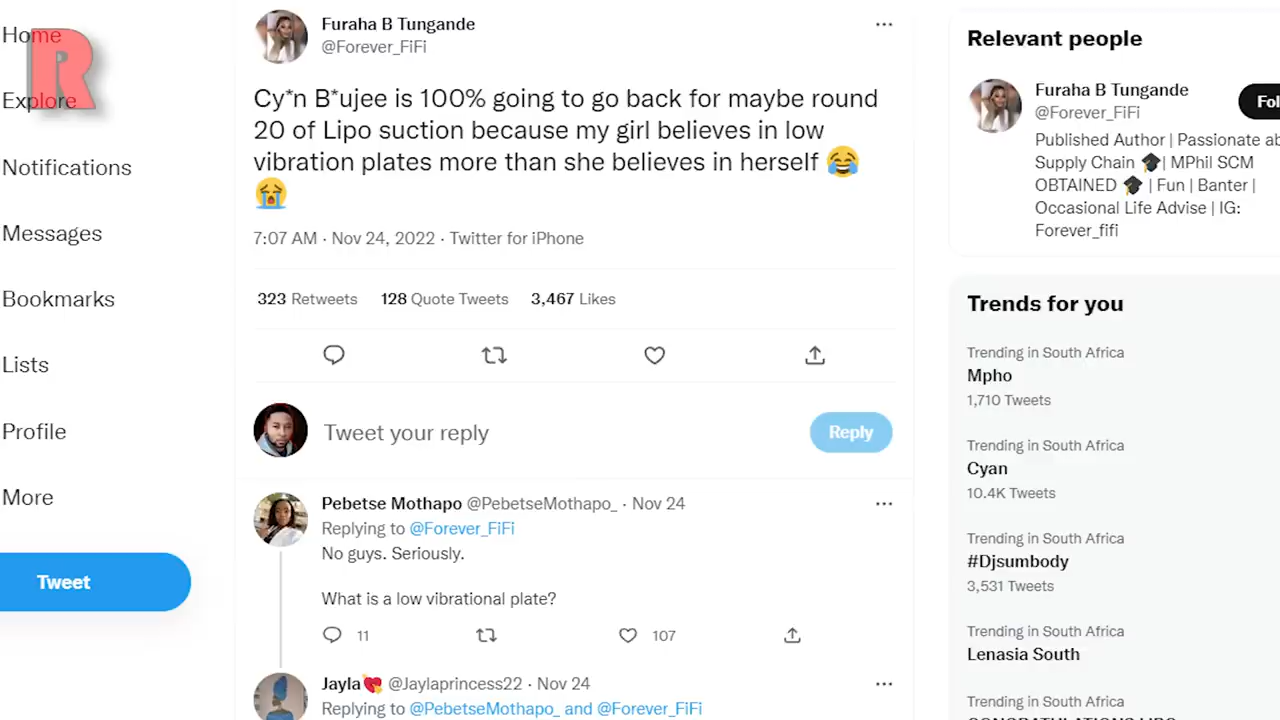 Home
R
Explore
Notifications
Messages
Bookmarks
Lists
Profile
More
Tweet
Furaha B Tungande
@Forever_FiFi
Cy*n B*ujee is 100% going to go back for maybe round
20 of Lipo suction because my girl believes in low
vibration plates more than she believes in herself 😂
😭
7:07 AM · Nov 24, 2022 · Twitter for iPhone
323 Retweets 128 Quote Tweets 3,467 Likes
Tweet your reply
Reply
Pebetse Mothapo @PebetseMothapo_ · Nov 24
Replying to @Forever_FiFi
No guys. Seriously.
What is a low vibrational plate?
11 107
Jayla💘 @Jaylaprincess22 · Nov 24
Replying to @PebetseMothapo_ and @Forever_FiFi
Relevant people
Furaha B Tungande
@Forever_FiFi
Fol
Published Author | Passionate ab
Supply Chain 🎓| MPhil SCM
OBTAINED 🎓 | Fun | Banter |
Occasional Life Advise | IG:
Forever_fifi
Trends for you
Trending in South Africa
Mpho
1,710 Tweets
Trending in South Africa
Cyan
10.4K Tweets
Trending in South Africa
#Djsumbody
3,531 Tweets
Trending in South Africa
Lenasia South
Trending in South Africa